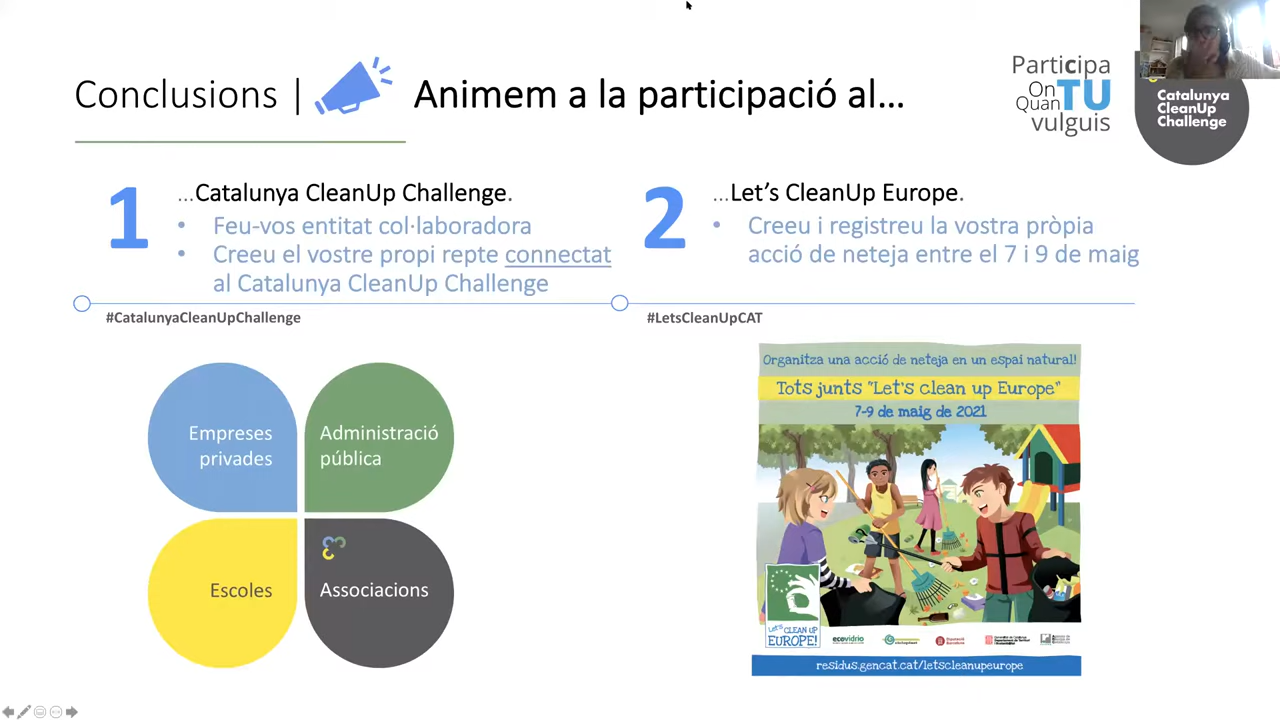 Conclusions |
Animem a la participació al...
Participa
On
Quan
TU
vulguis
Catalunya
CleanUp
Challenge
1
...Catalunya CleanUp Challenge.
• Feu-vos entitat col·laboradora
• Creeu el vostre propi repte connectat
al Catalunya CleanUp Challenge
#CatalunyaCleanUpChallenge
2
...Let's CleanUp Europe.
• Creeu i registreu la vostra pròpia
acció de neteja entre el 7 i 9 de maig
#LetsCleanUpCAT
Empreses
privades
Administració
pública
Escoles
Associacions
Organitza una acció de neteja en un espai natural!
Tots junts "Let's clean up Europe"
7-9 de maig de 2021
LET'S CLEAN UP
EUROPE!
ecovidrio
Diputació
Barcelona
residus.gencat.cat/letscleanupeurope